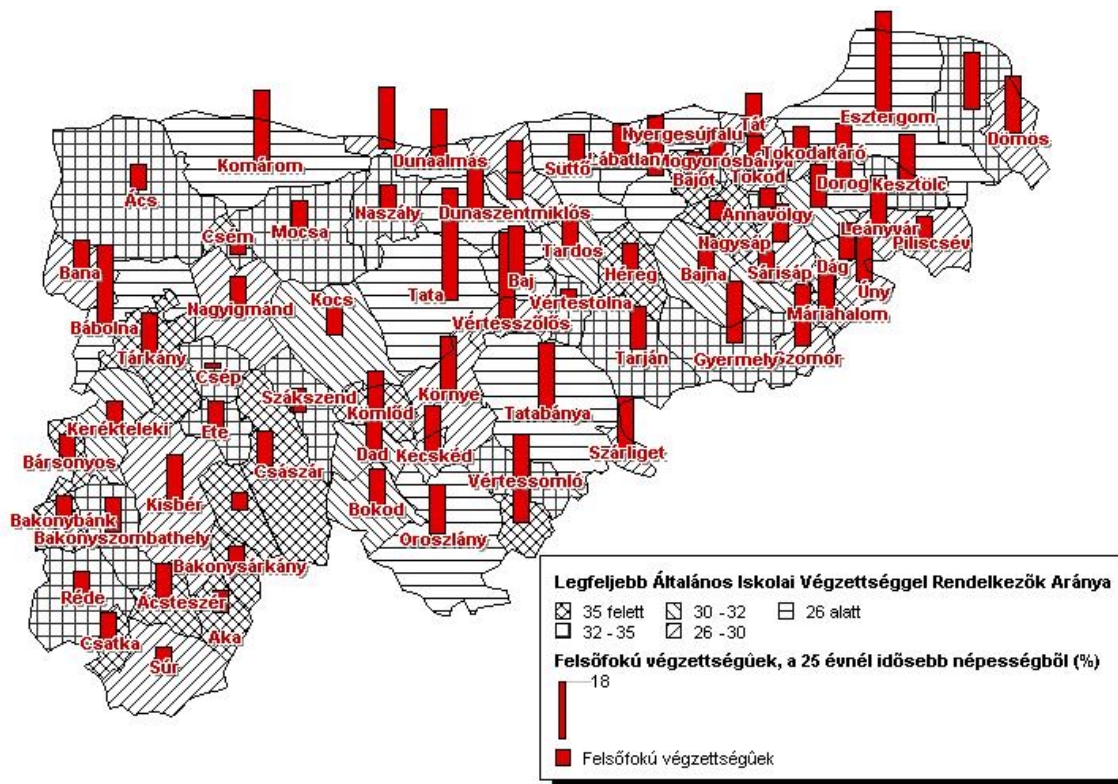 Esztergom
Dömös
Komárom
Dunaalmás
Süttő
Lábatlan
Nyergesújfalu
Tát
Mogyorósbánya
Tokodaltáró
Bajót
Tokod
Dorog
Kesztölc
Ács
Naszály
Dunaszentmiklós
Mocsa
Csém
Annavölgy
Leányvár
Piliscsév
Nagysáp
Tardos
Bana
Héreg
Bajna
Sárisáp
Dág
Úny
Baj
Tata
Nagyigmánd
Kocs
Vértestolna
Máriahalom
Bábolna
Vértesszőlős
Tárkány
Tarján
Gyermely
Szomor
Csép
Környe
Szákszend
Kömlőd
Tatabánya
Kerékteleki
Ete
Dad
Kecskéd
Szárliget
Bársonyos
Császár
Vértessomló
Kisbér
Bokod
Bakonybánk
Bakonyszombathely
Oroszlány
Bakonysárkány
Réde
Ácsteszér
Csatka
Aka
Súr
Legfeljebb Általános Iskolai Végzettséggel Rendelkezők Aránya
35 felett 30 -32 26 alatt
32 - 35 26 -30
Felsőfokú végzettségûek, a 25 évnél idősebb népességből (%)
18
Felsőfokú végzettségûek